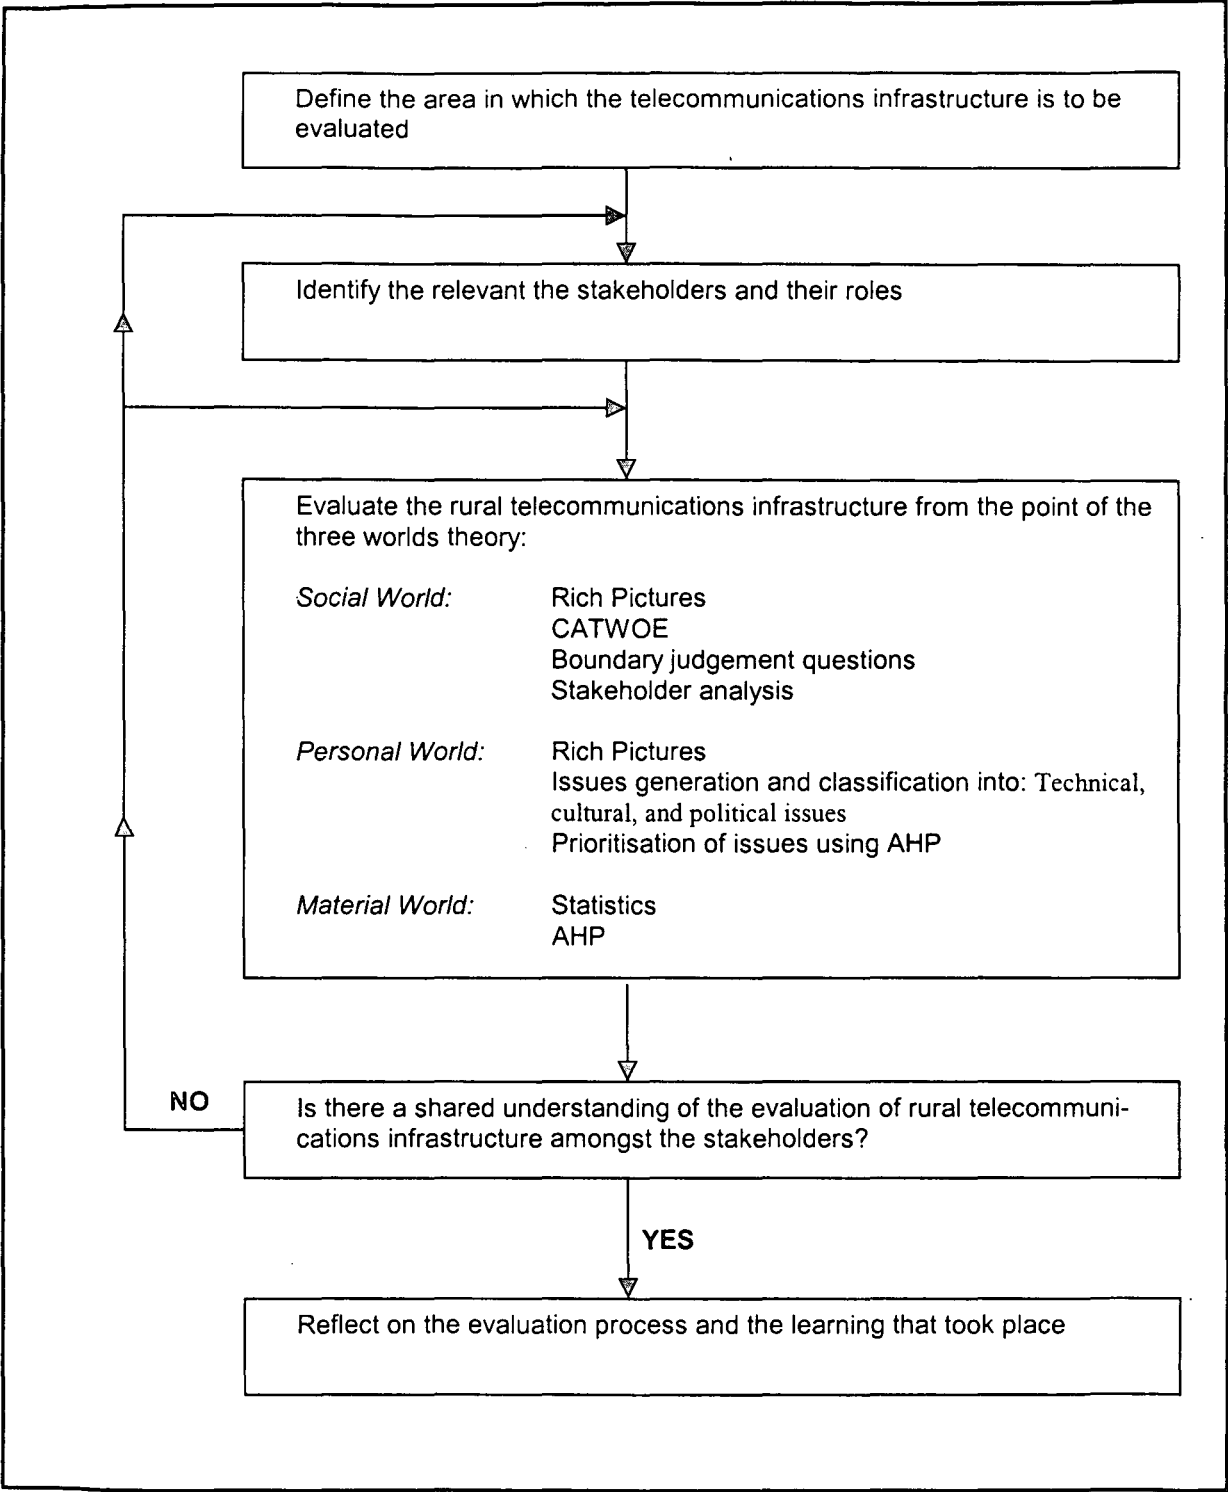 Define the area in which the telecommunications infrastructure is to be
evaluated
Identify the relevant the stakeholders and their roles
Evaluate the rural telecommunications infrastructure from the point of the
three worlds theory:
Social World: Rich Pictures
CATWOE
Boundary judgement questions
Stakeholder analysis
Personal World: Rich Pictures
Issues generation and classification into: Technical,
cultural, and political issues
Prioritisation of issues using AHP
Material World: Statistics
AHP
NO
Is there a shared understanding of the evaluation of rural telecommuni-
cations infrastructure amongst the stakeholders?
YES
Reflect on the evaluation process and the learning that took place